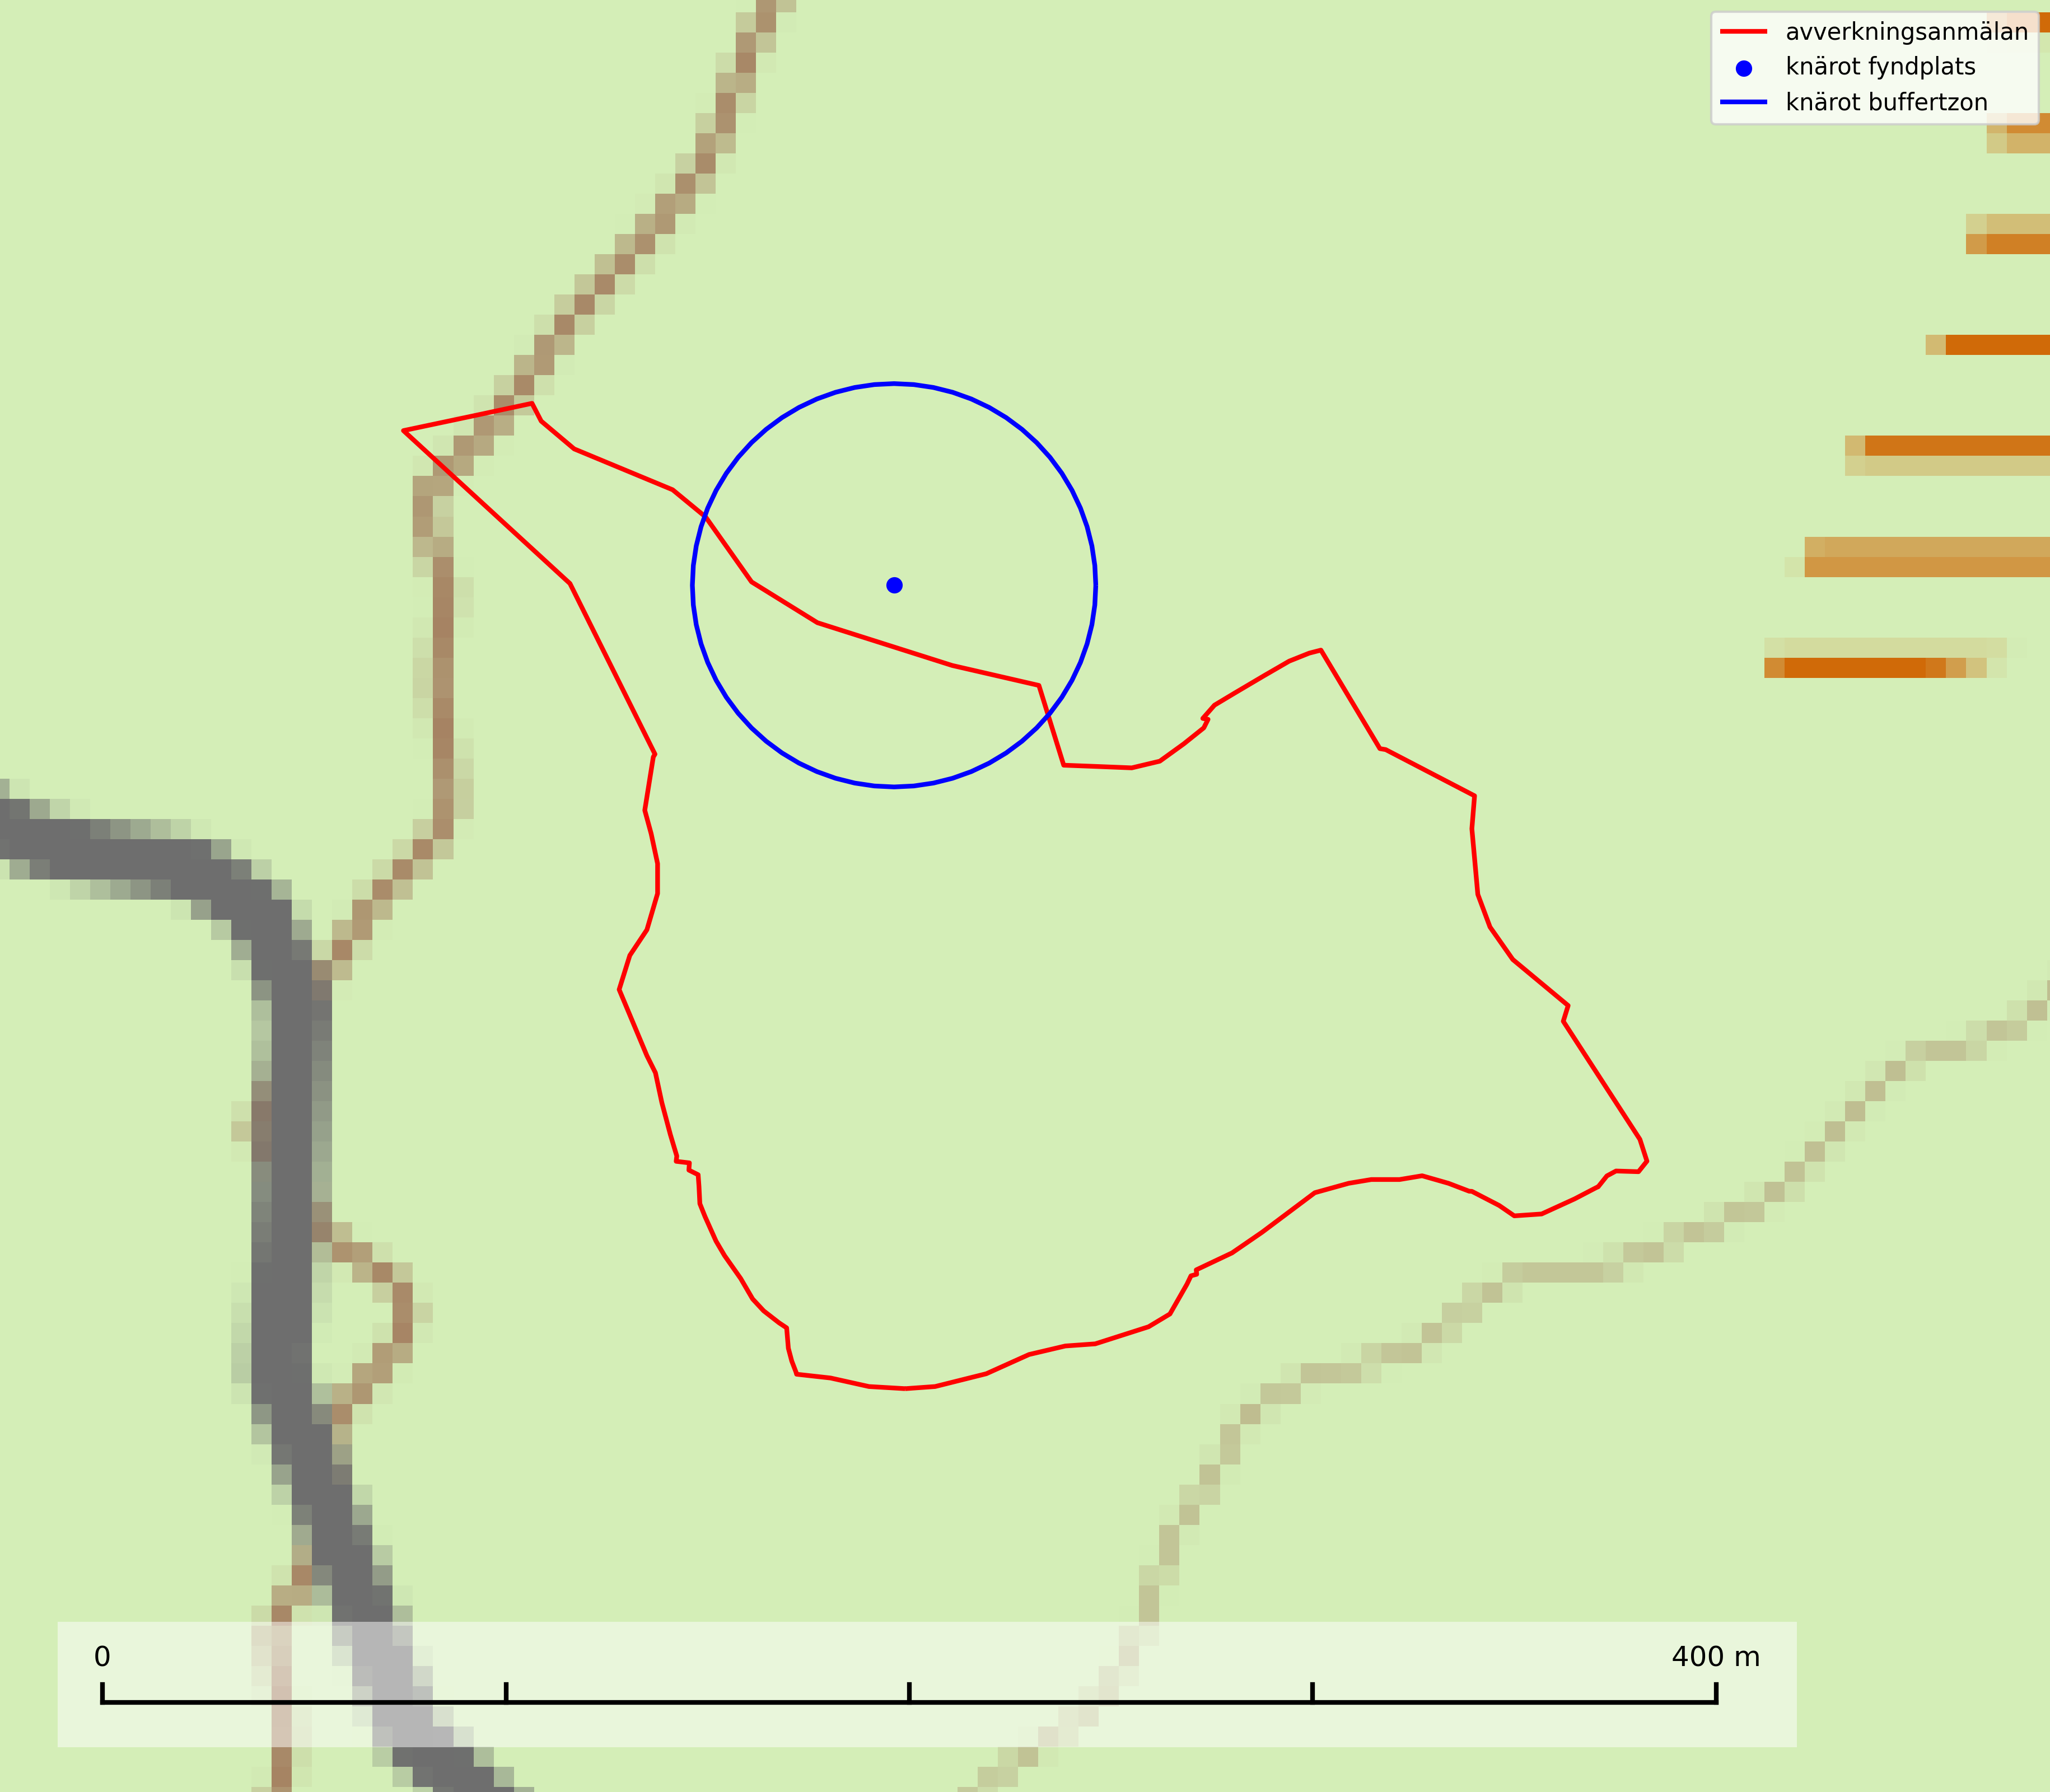 avverkningsanmälan
knärot fyndplats
knärot buffertzon
0
400 m